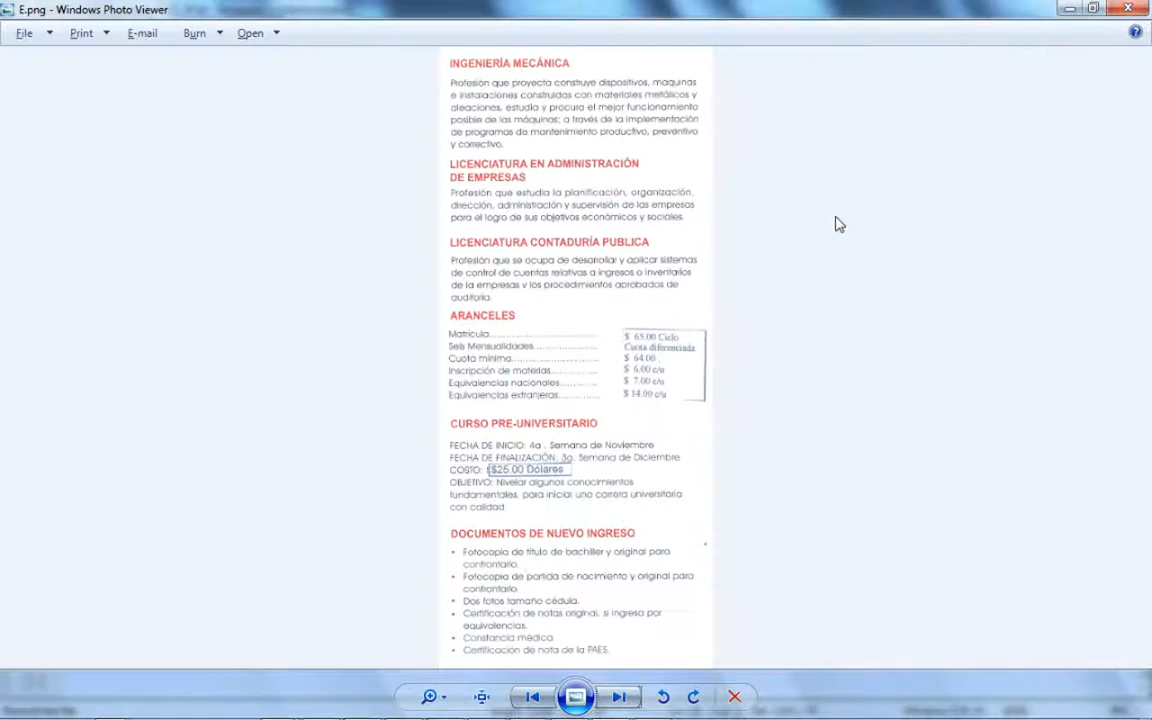 E.png - Windows Photo Viewer
File Print E-mail Burn Open
INGENIERÍA MECÁNICA
Profesión que proyecta construye dispositivos, maquinas
e instalaciones construidas con materiales metálicos y
aleaciones, estudia y procura el mejor funcionamiento
posible de las máquinas; a través de la implementación
de programas de mantenimiento productivo, preventivo
y correctivo.
LICENCIATURA EN ADMINISTRACIÓN
DE EMPRESAS
Profesión que estudia la planificación, organización,
dirección, administración y supervisión de las empresas
para el logro de sus objetivos económicos y sociales.
LICENCIATURA CONTADURÍA PUBLICA
Profesión que se ocupa de desarrollar y aplicar sistemas
de control de cuentas relativas a ingresos o inventarios
de la empresas y los procedimientos aprobados de
auditoria.
ARANCELES
Matricula.......................... $ 65.00 Ciclo
Seis Mensualidades............... Cuota diferenciada
Cuota minima..................... $ 64.00
Inscripción de materias............ $ 6.00 c/u
Equivalencias nacionales.......... $ 7.00 c/u
Equivalencias extranjeras.......... $ 14.00 c/u
CURSO PRE-UNIVERSITARIO
FECHA DE INICIO: 4a . Semana de Noviembre
FECHA DE FINALIZACIÓN: 3a. Semana de Diciembre
COSTO: $25.00 Dólares
OBJETIVO: Nivelar algunos conocimientos
fundamentales, para iniciar una carrera universitaria
con calidad
DOCUMENTOS DE NUEVO INGRESO
• Fotocopia de título de bachiller y original para
confrontarlo.
• Fotocopia de partida de nacimiento y original para
confrontarlo.
• Dos fotos tamaño cédula.
• Certificación de notas original, si ingresa por
equivalencias.
• Constancia medica.
• Certificación de nota de la PAES.